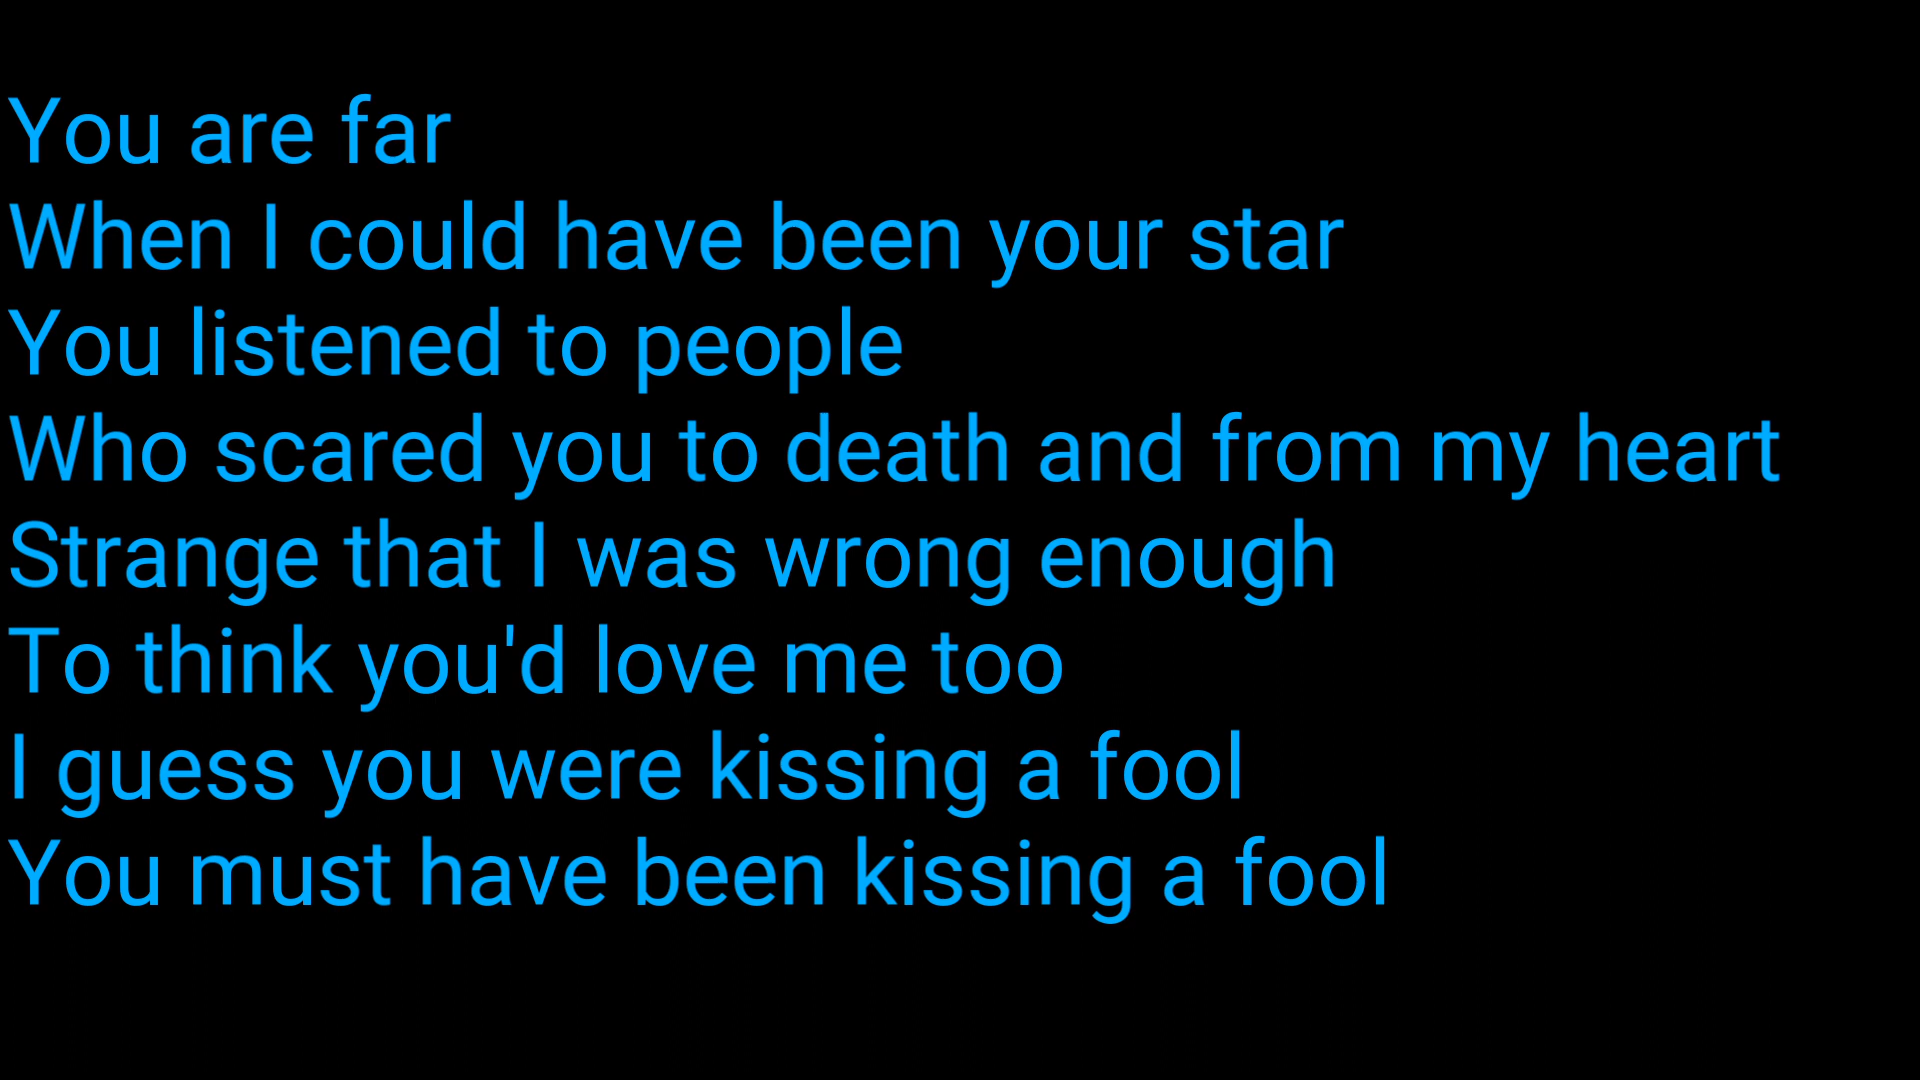 You are far
When I could have been your star
You listened to people
Who scared you to death and from my heart
Strange that I was wrong enough
To think you'd love me too
I guess you were kissing a fool
You must have been kissing a fool